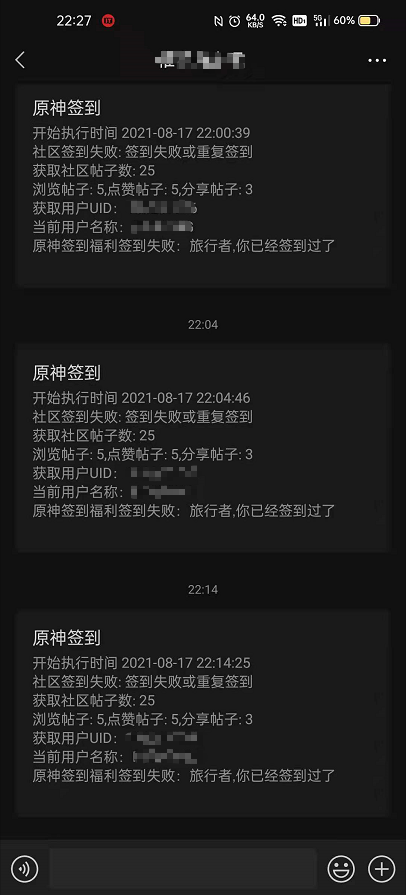 22:27
64.0
KB/S
HD
5G
60%
原神签到
开始执行时间 2021-08-17 22:00:39
社区签到失败: 签到失败或重复签到
获取社区帖子数: 25
浏览帖子: 5,点赞帖子: 5,分享帖子: 3
获取用户UID：
当前用户名称：
原神签到福利签到失败：旅行者,你已经签到过了
22:04
原神签到
开始执行时间 2021-08-17 22:04:46
社区签到失败: 签到失败或重复签到
获取社区帖子数: 25
浏览帖子: 5,点赞帖子: 5,分享帖子: 3
获取用户UID：
当前用户名称：
原神签到福利签到失败：旅行者,你已经签到过了
22:14
原神签到
开始执行时间 2021-08-17 22:14:25
社区签到失败: 签到失败或重复签到
获取社区帖子数: 25
浏览帖子: 5,点赞帖子: 5,分享帖子: 3
获取用户UID：
当前用户名称：
原神签到福利签到失败：旅行者,你已经签到过了